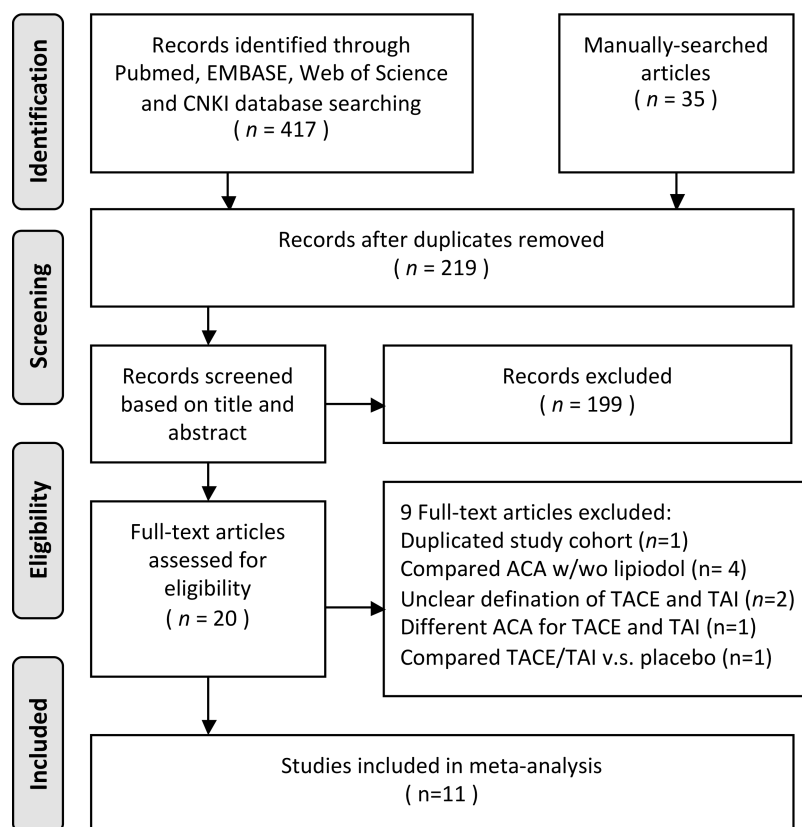 Identification
Records identified through
Pubmed, EMBASE, Web of Science
and CNKI database searching
( n = 417 )
Manually-searched
articles
( n = 35 )
Records after duplicates removed
( n = 219 )
Screening
Records screened
based on title and
abstract
Records excluded
( n = 199 )
Eligibility
Full-text articles
assessed for
eligibility
( n = 20 )
9 Full-text articles excluded:
Duplicated study cohort (n=1)
Compared ACA w/wo lipiodol (n= 4)
Unclear defination of TACE and TAI (n=2)
Different ACA for TACE and TAI (n=1)
Compared TACE/TAI v.s. placebo (n=1)
Included
Studies included in meta-analysis
(n=11)